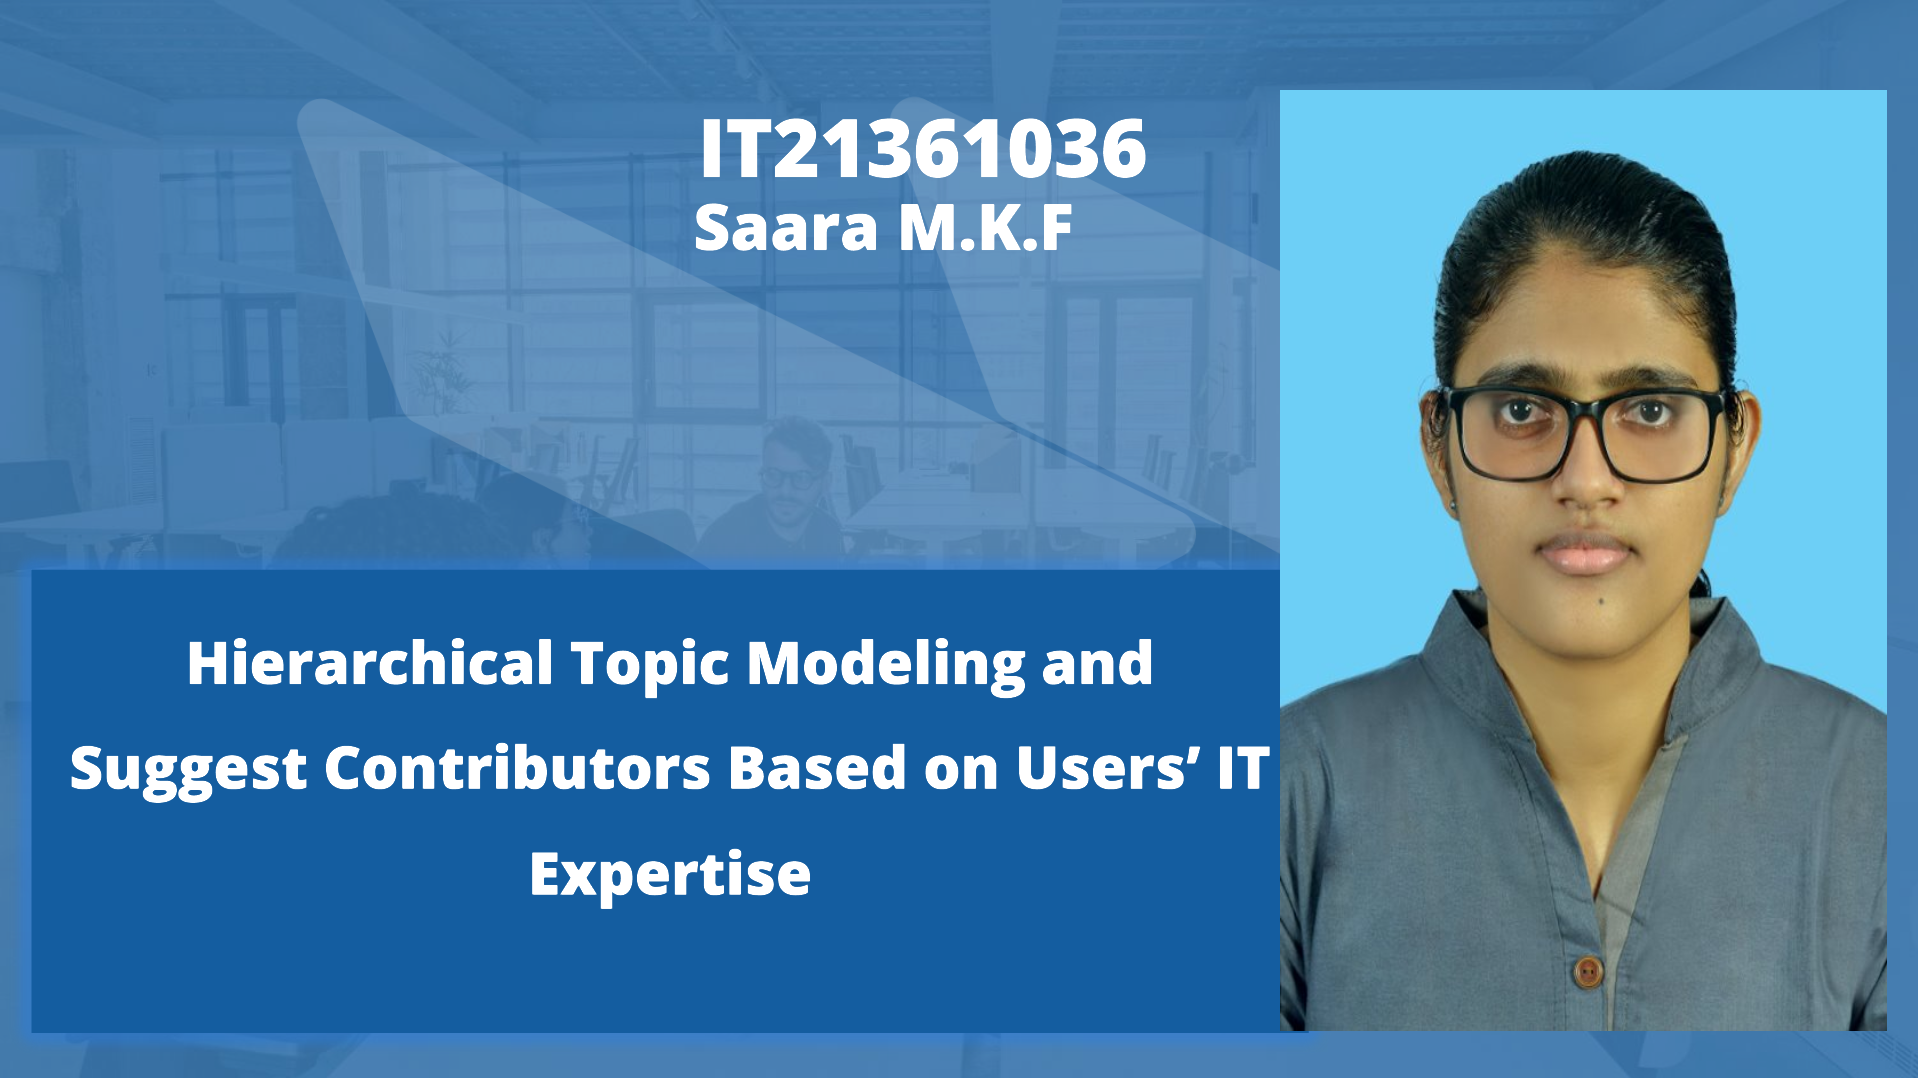 IT21361036
Saara M.K.F
Hierarchical Topic Modeling and
Suggest Contributors Based on Users’ IT
Expertise